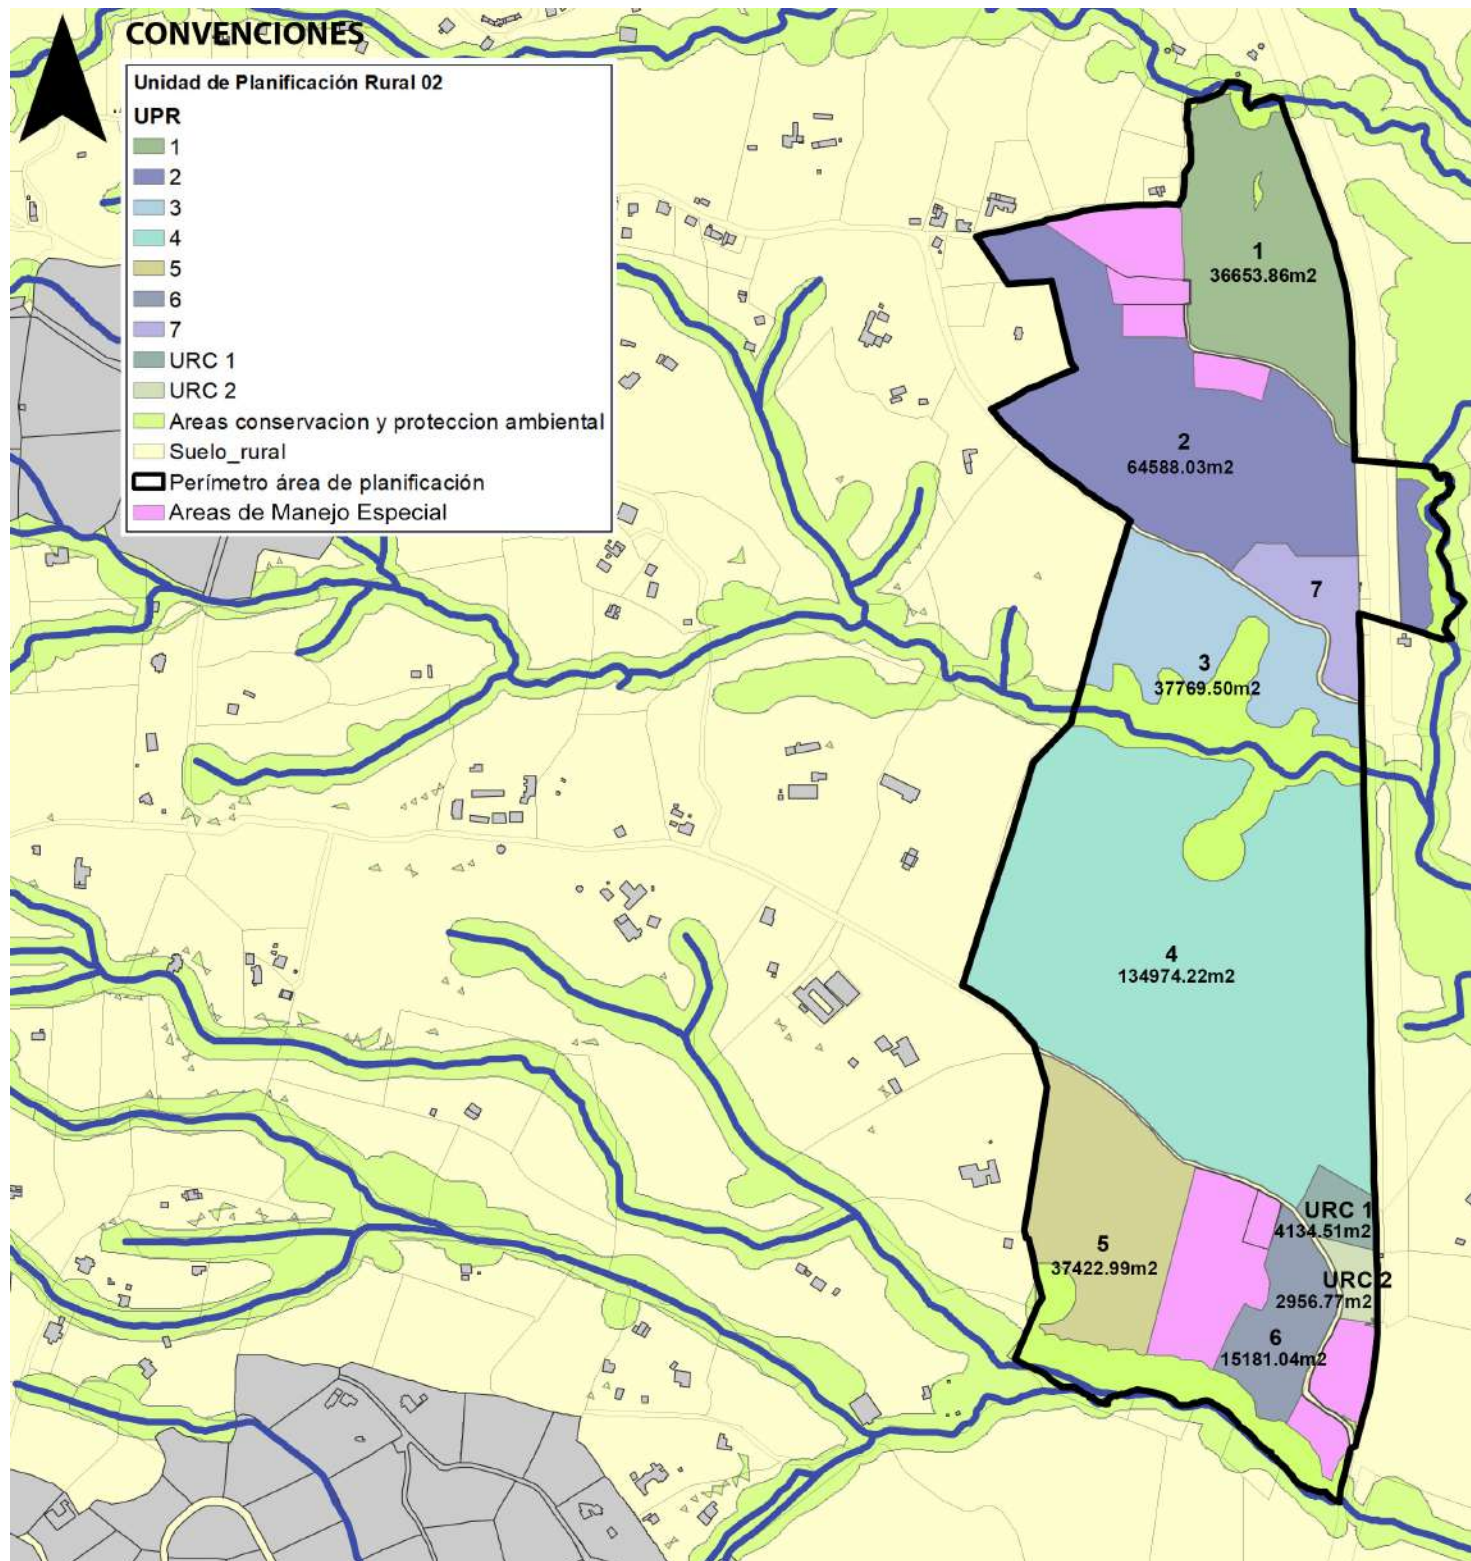 CONVENCIONES
Unidad de Planificación Rural 02
UPR
1
2
3
4
5
6
7
URC 1
URC 2
Areas conservacion y proteccion ambiental
Suelo_rural
Perímetro área de planificación
Areas de Manejo Especial
1
36653.86m2
2
64588.03m2
7
3
37769.50m2
4
134974.22m2
URC 1
4134.51m2
5
37422.99m2
URC 2
2956.77m2
6
15181.04m2